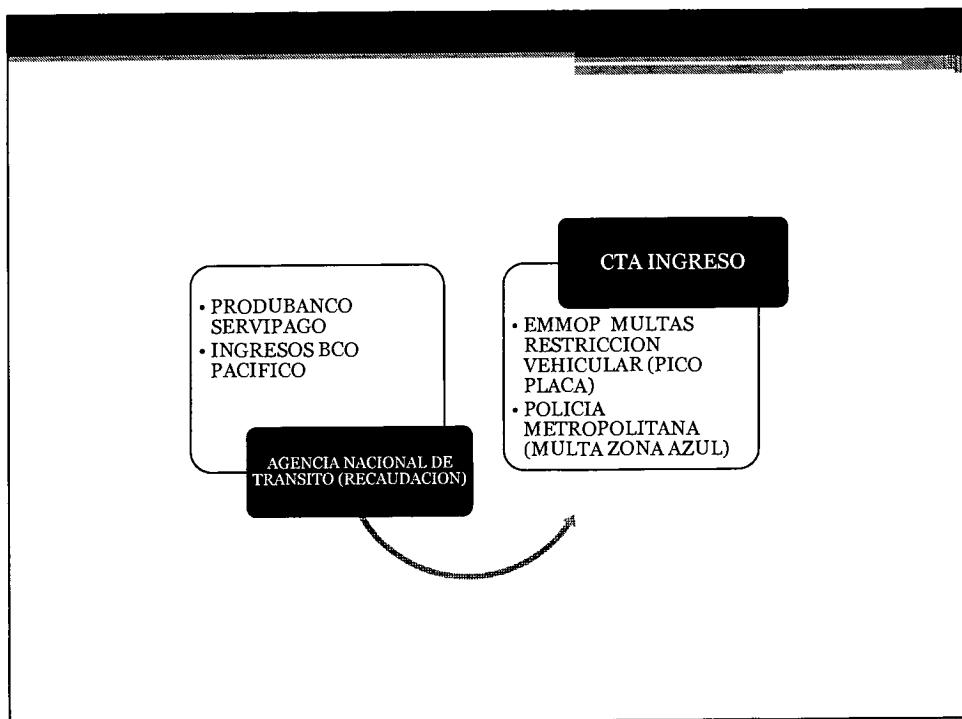 • PRODUBANCO
SERVIPAGO
• INGRESOS BCO
PACIFICO
AGENCIA NACIONAL DE
TRANSITO (RECAUDACION)
CTA INGRESO
• EMMOP MULTAS
RESTRICCION
VEHICULAR (PICO
PLACA)
• POLICIA
METROPOLITANA
(MULTA ZONA AZUL)